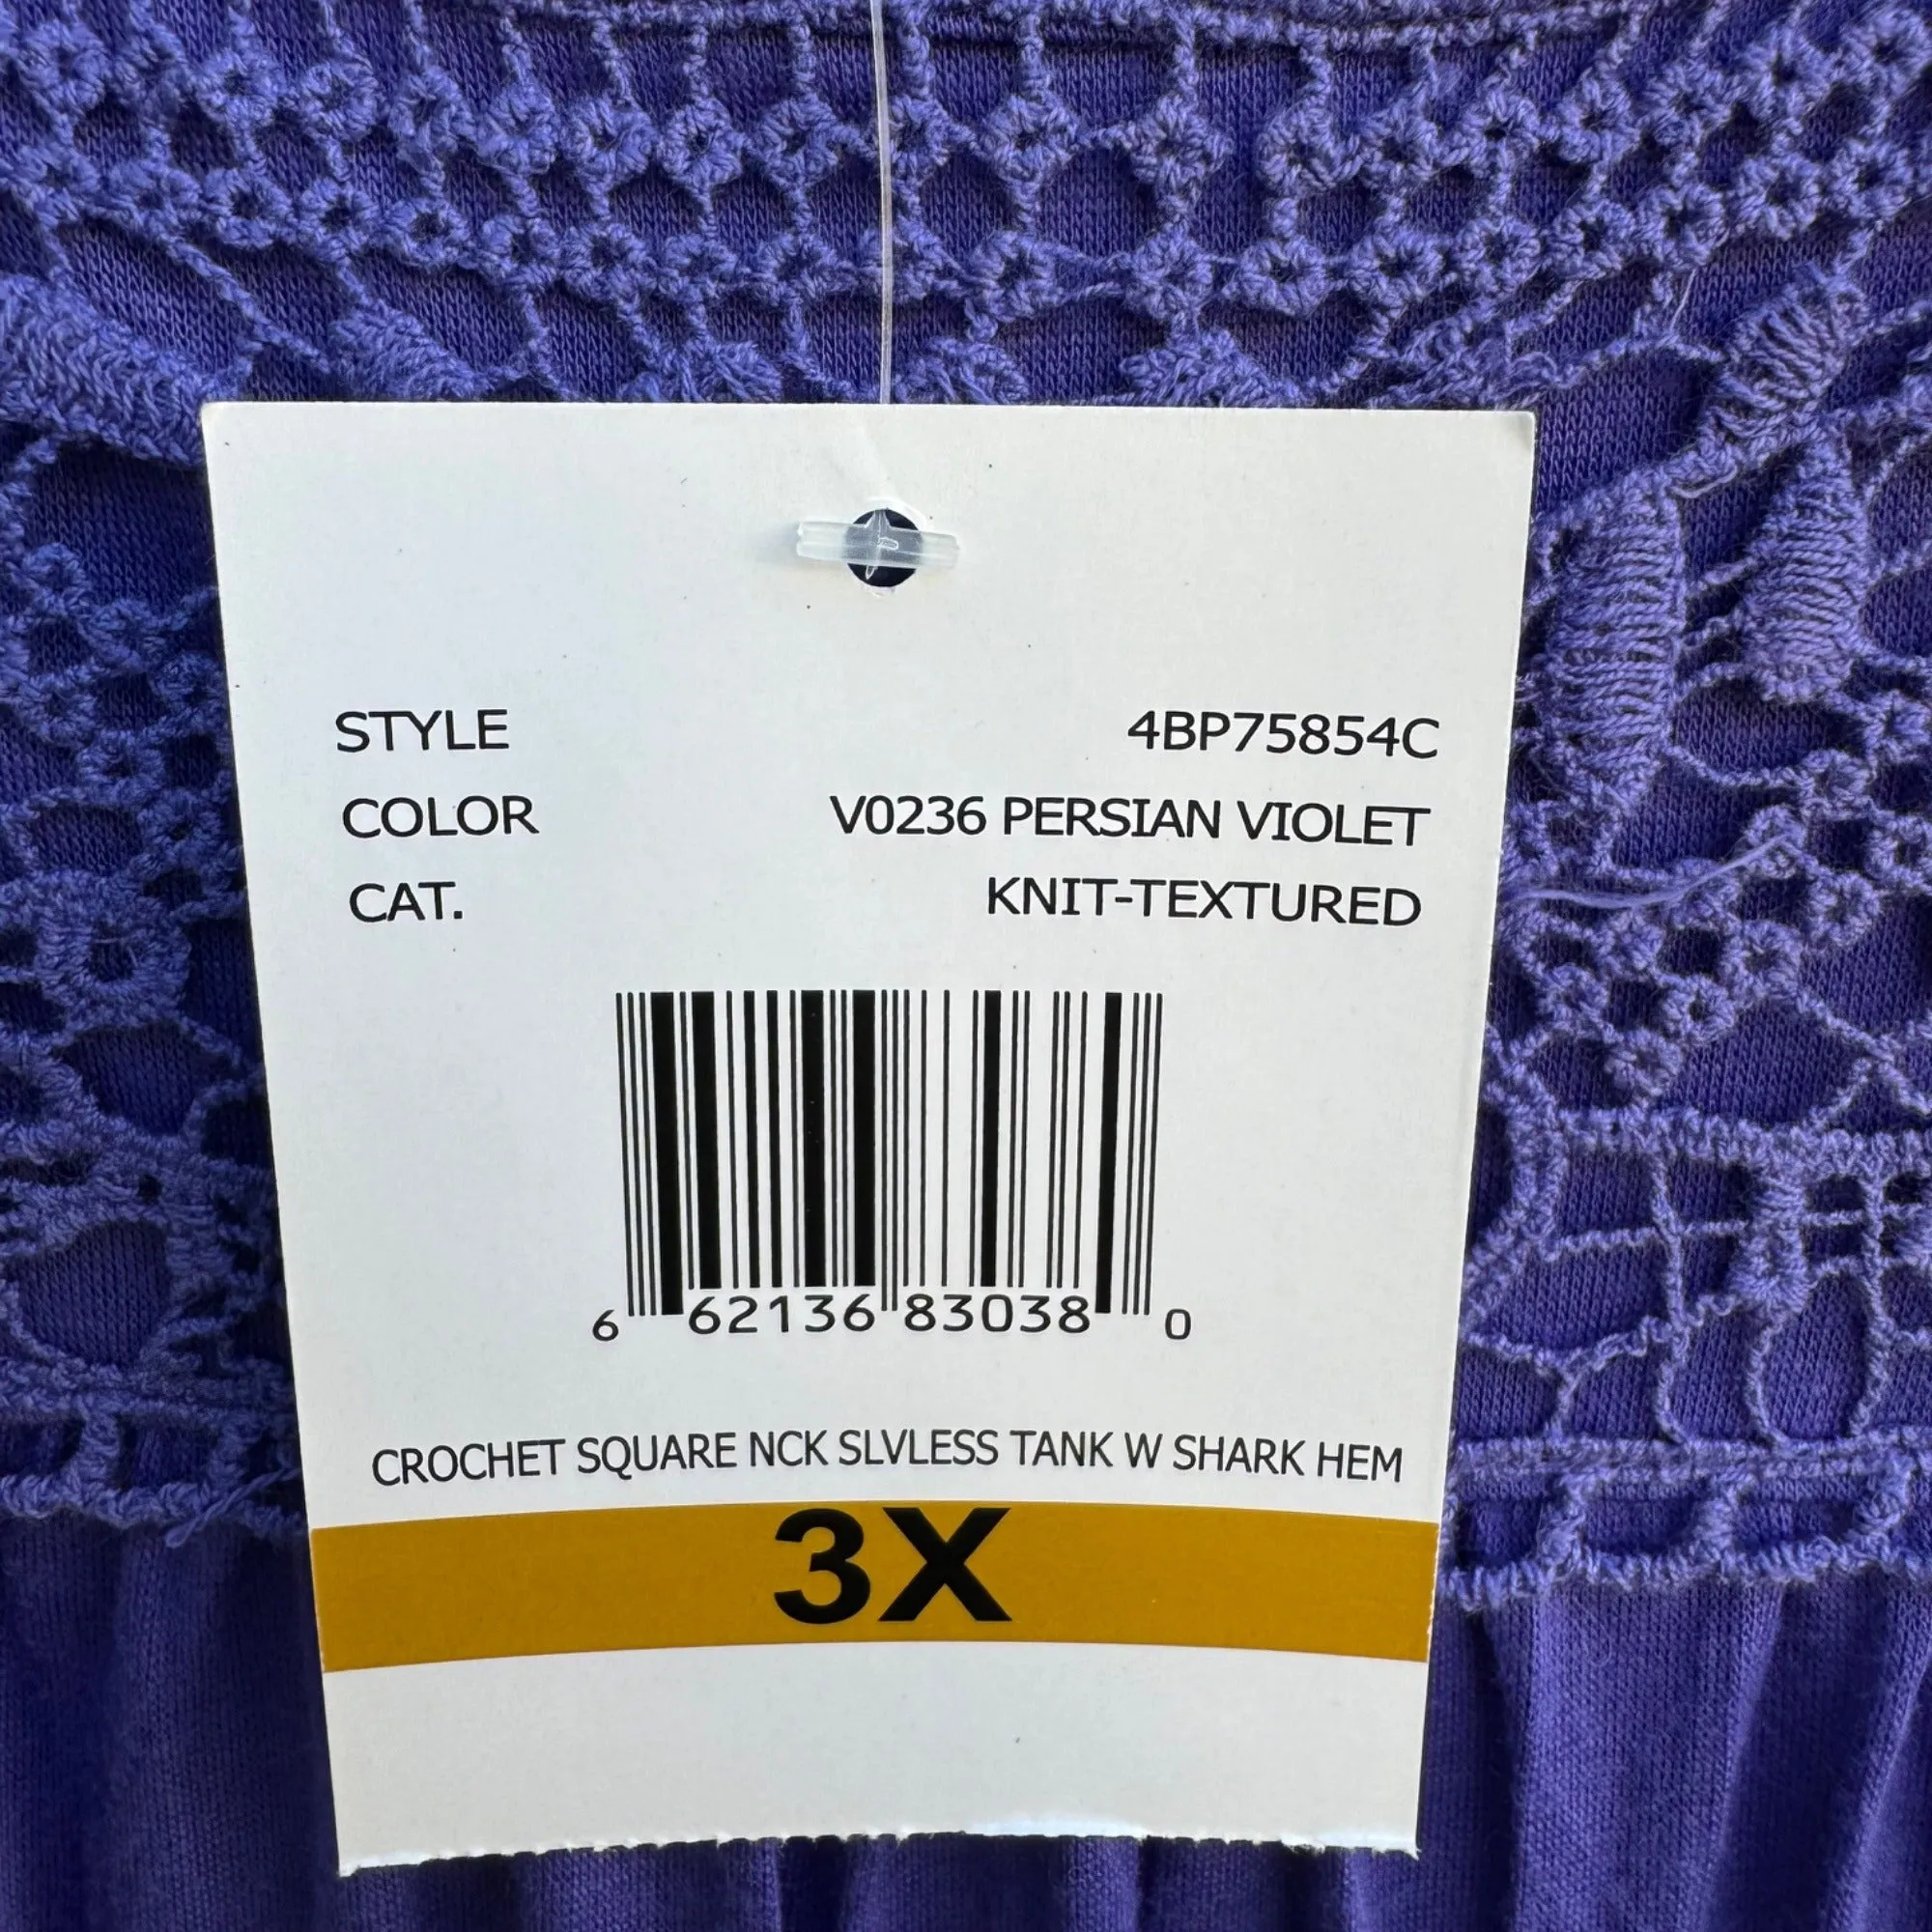 STYLE 4BP75854C
COLOR V0236 PERSIAN VIOLET
CAT. KNIT-TEXTURED
6 62136 83038 0
CROCHET SQUARE NCK SLVLESS TANK W SHARK HEM
3X